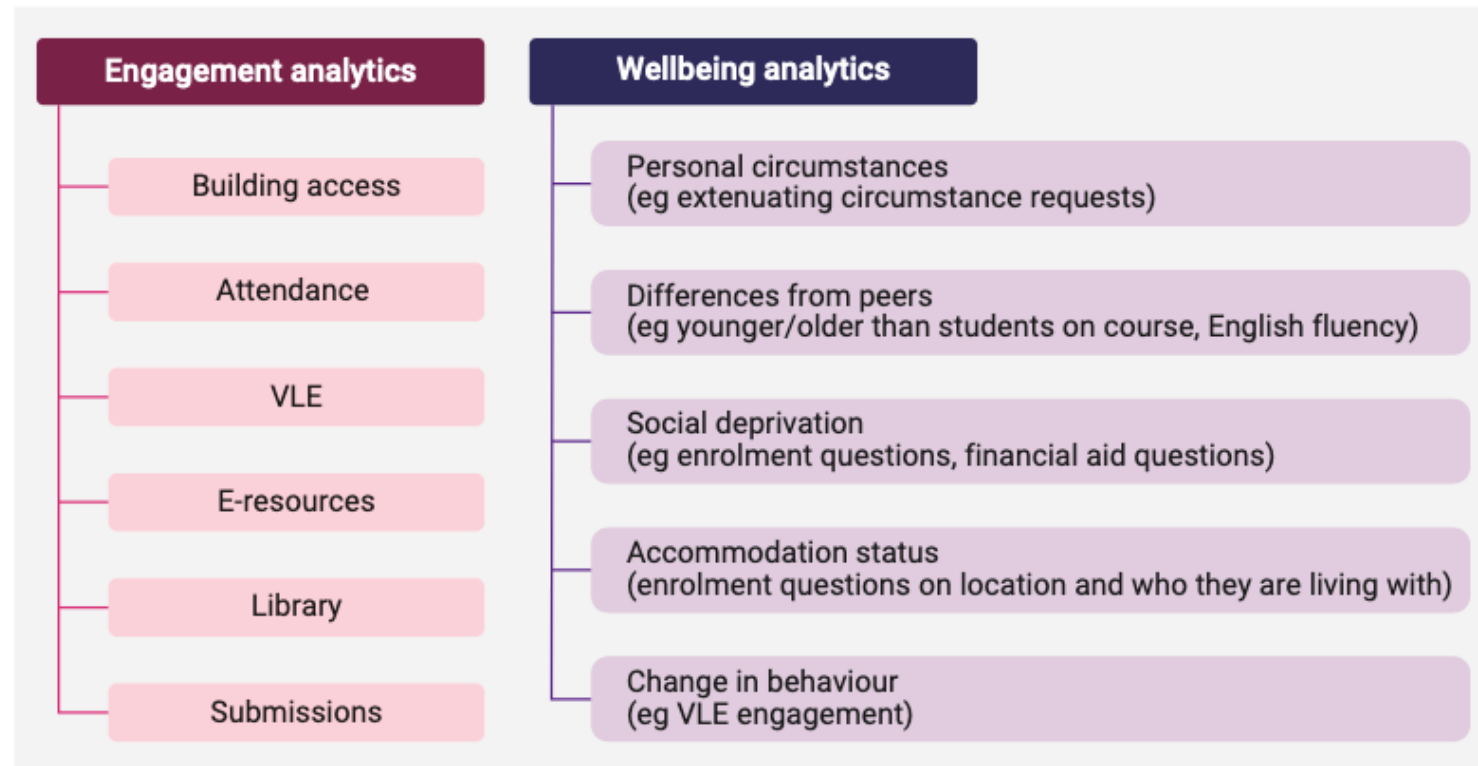 Engagement analytics
Building access
Attendance
VLE
E-resources
Library
Submissions
Wellbeing analytics
Personal circumstances
(eg extenuating circumstance requests)
Differences from peers
(eg younger/older than students on course, English fluency)
Social deprivation
(eg enrolment questions, financial aid questions)
Accommodation status
(enrolment questions on location and who they are living with)
Change in behaviour
(eg VLE engagement)